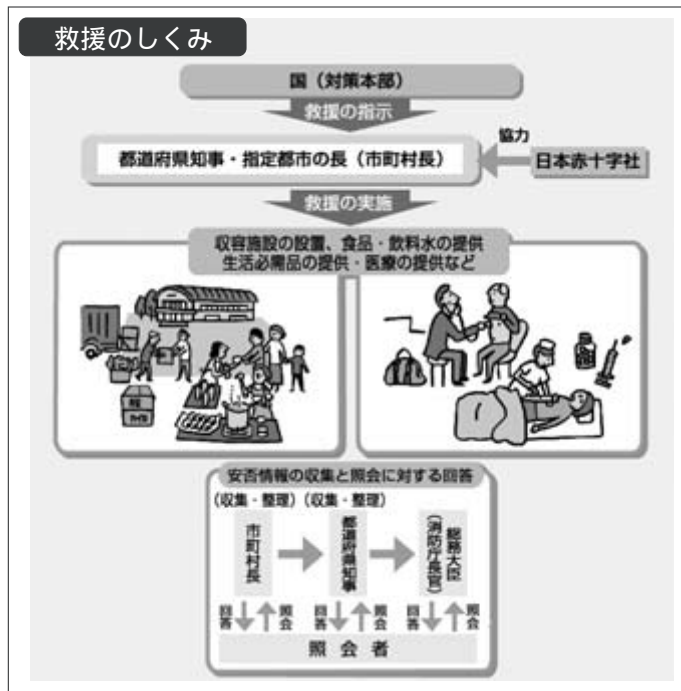 救援のしくみ
国（対策本部）
救援の指示
都道府県知事・指定都市の長（市町村長）
協力
日本赤十字社
救援の実施
収容施設の設置、食品・飲料水の提供
生活必需品の提供・医療の提供など
安否情報の収集と照会に対する回答
（収集・整理）（収集・整理）
市町村長
都道府県知事
総務大臣
（消防庁長官）
回答
照会
回答
照会
回答
照会
照会者